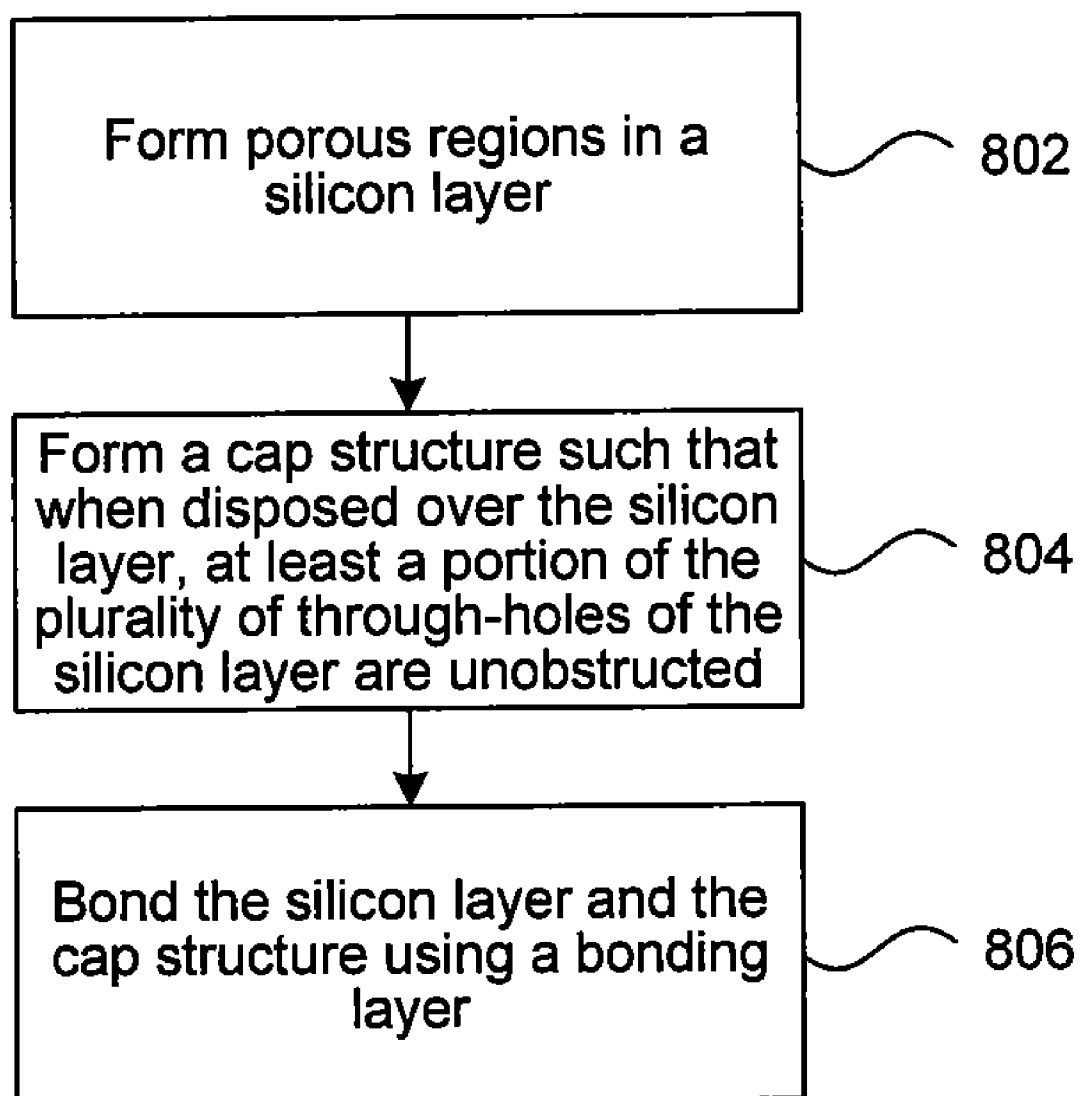 Form porous regions in a
silicon layer
802
Form a cap structure such that
when disposed over the silicon
layer, at least a portion of the
plurality of through-holes of the
silicon layer are unobstructed
804
Bond the silicon layer and the
cap structure using a bonding
layer
806